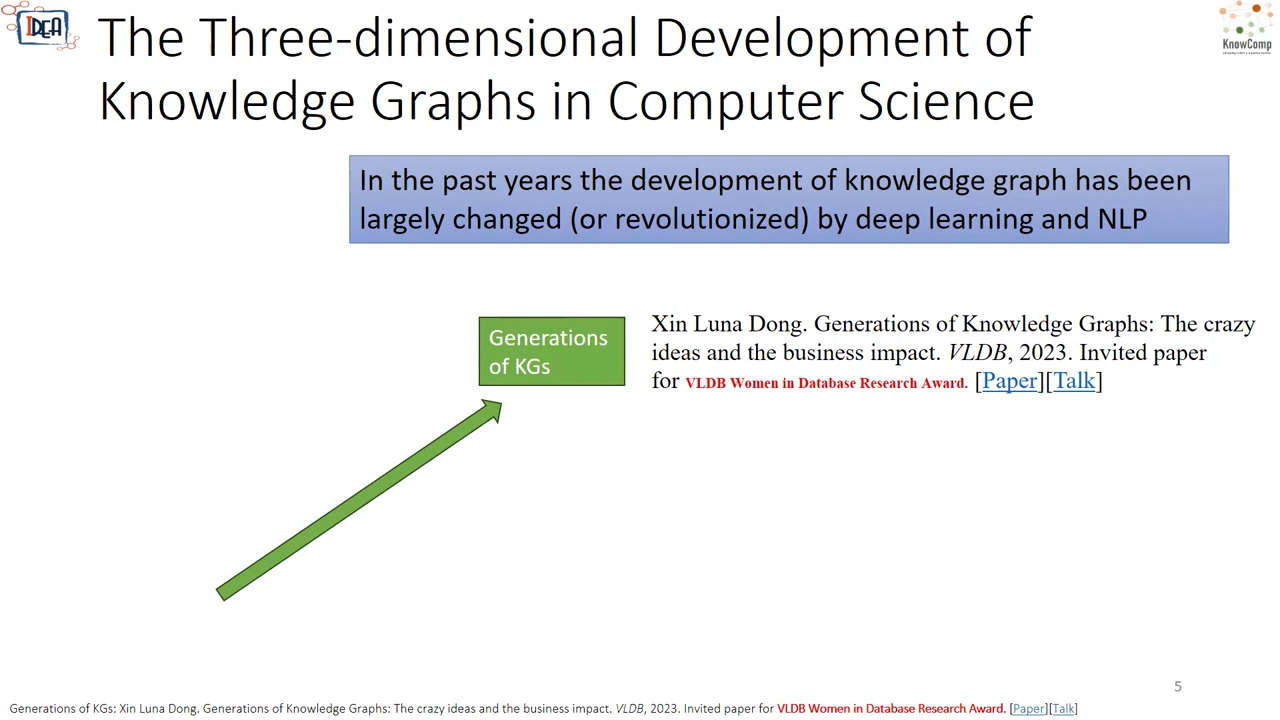 IDEA
KnowComp
The Three-dimensional Development of
Knowledge Graphs in Computer Science
In the past years the development of knowledge graph has been
largely changed (or revolutionized) by deep learning and NLP
Generations
of KGs
Xin Luna Dong. Generations of Knowledge Graphs: The crazy
ideas and the business impact. VLDB, 2023. Invited paper
for VLDB Women in Database Research Award. [Paper][Talk]
5
Generations of KGs: Xin Luna Dong. Generations of Knowledge Graphs: The crazy ideas and the business impact. VLDB, 2023. Invited paper for VLDB Women in Database Research Award. [Paper][Talk]